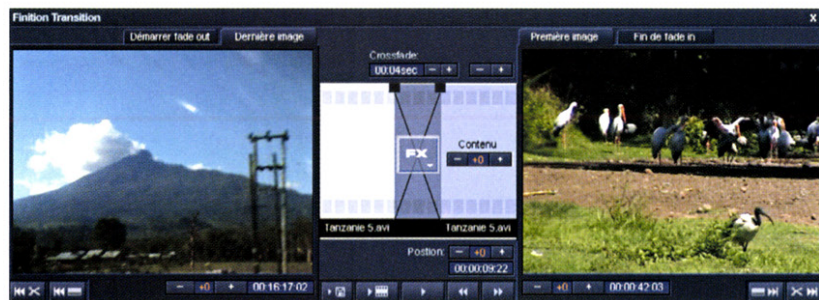 Finition Transition
x
Démarrer fade out
Dernière image
Crossfade:
00:04sec
- +
- +
Première image
Fin de fade in
FX
Contenu
- +0 +
Tanzanie 5.avi
Tanzanie 5.avi
Postion:
- +0 +
00:00:09:22
- +0 +
00:16:17:02
- +0 +
00:00:42:03